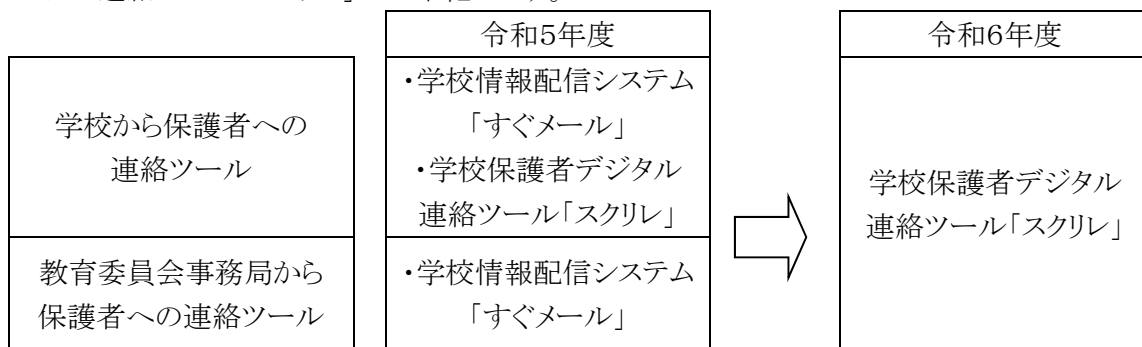 令和5年度
令和6年度
学校から保護者への
連絡ツール
・学校情報配信システム
「すぐメール」
・学校保護者デジタル
連絡ツール「スクリレ」
学校保護者デジタル
連絡ツール「スクリレ」
教育委員会事務局から
保護者への連絡ツール
・学校情報配信システム
「すぐメール」